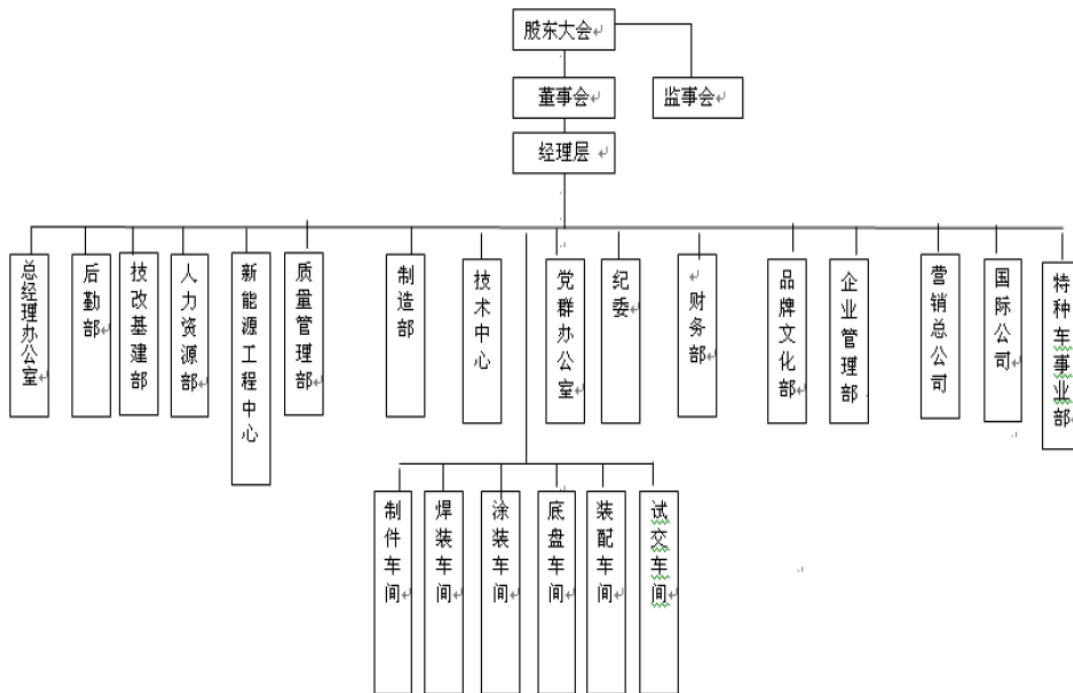 股东大会
董事会
监事会
经理层
总经理办公室
后勤部
技改基建部
人力资源部
新能源工程中心
质量管理部
制造部
技术中心
党群办公室
纪委
财务部
品牌文化部
企业管理部
营销总公司
国际公司
特种车事业部
制件车间
焊装车间
涂装车间
底盘车间
装配车间
试交车间